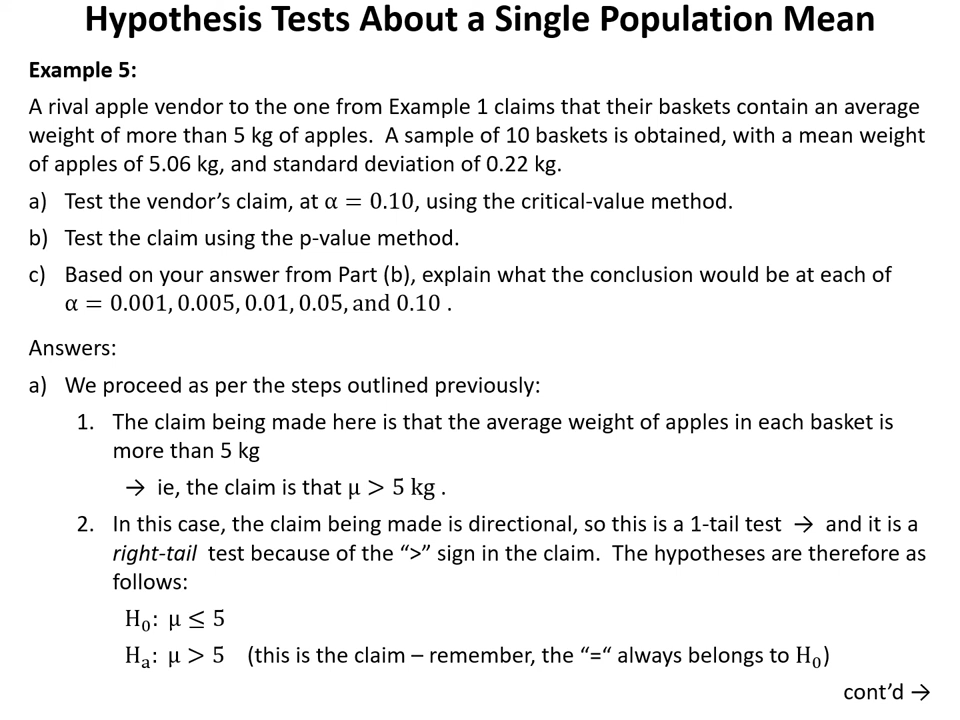 Hypothesis Tests About a Single Population Mean
Example 5:
A rival apple vendor to the one from Example 1 claims that their baskets contain an average
weight of more than 5 kg of apples.  A sample of 10 baskets is obtained, with a mean weight
of apples of 5.06 kg, and standard deviation of 0.22 kg.
a) Test the vendor’s claim, at α = 0.10, using the critical-value method.
b) Test the claim using the p-value method.
c) Based on your answer from Part (b), explain what the conclusion would be at each of
α = 0.001, 0.005, 0.01, 0.05, and 0.10 .
Answers:
a) We proceed as per the steps outlined previously:
1. The claim being made here is that the average weight of apples in each basket is
more than 5 kg
→ ie, the claim is that µ > 5 kg .
2. In this case, the claim being made is directional, so this is a 1-tail test → and it is a
right-tail test because of the “>” sign in the claim.  The hypotheses are therefore as
follows:
H₀: µ ≤ 5
Hₐ: µ > 5 (this is the claim – remember, the “=“ always belongs to H₀)
cont’d →